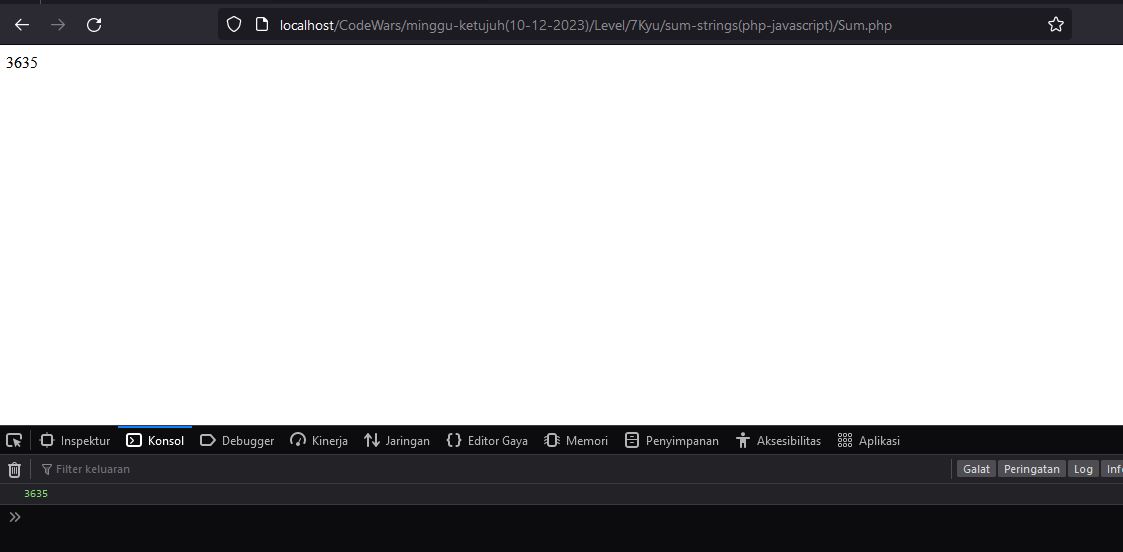 localhost/CodeWars/minggu-ketujuh(10-12-2023)/Level/7Kyu/sum-strings(php-javascript)/Sum.php
3635
Inspektur Konsol Debugger Kinerja Jaringan Editor Gaya Memori Penyimpanan Aksesibilitas Aplikasi
Filter keluaran Galat Peringatan Log Info
3635